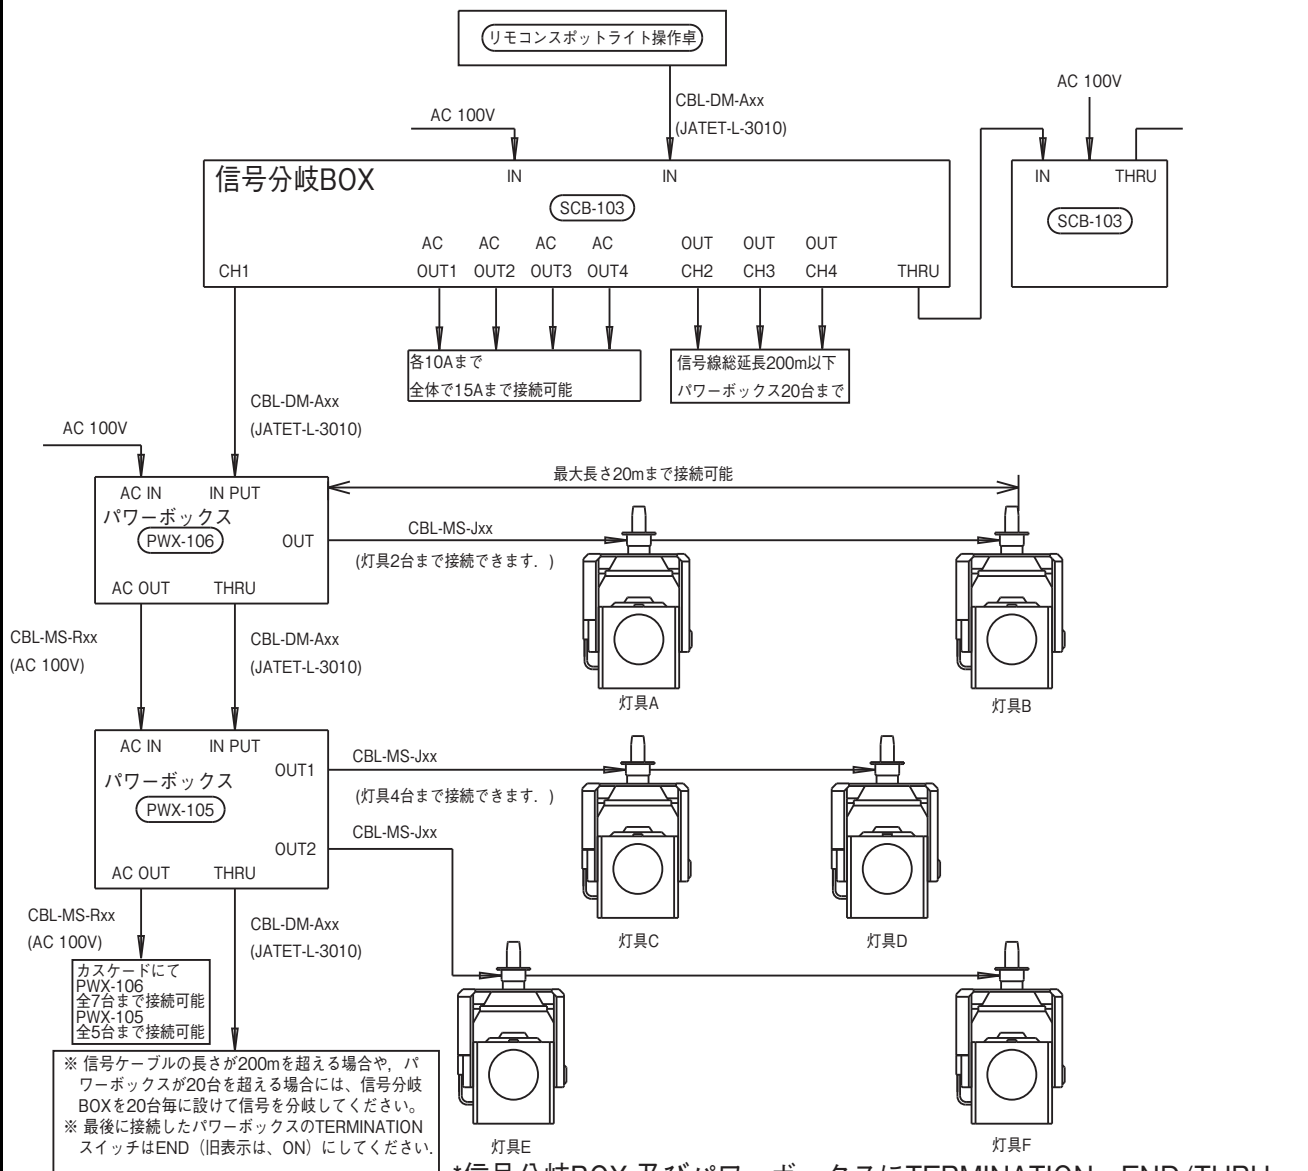 リモコンスポットライト操作卓
CBL-DM-Axx
(JATET-L-3010)
AC 100V
AC 100V
信号分岐BOX
IN
IN
SCB-103
AC OUT1
AC OUT2
AC OUT3
AC OUT4
OUT CH2
OUT CH3
OUT CH4
CH1
THRU
IN
THRU
SCB-103
各10Aまで
全体で15Aまで接続可能
信号線総延長200m以下
パワーボックス20台まで
CBL-DM-Axx
(JATET-L-3010)
AC 100V
最大長さ20mまで接続可能
AC IN
IN PUT
パワーボックス
PWX-106
OUT
AC OUT
THRU
CBL-MS-Jxx
(灯具2台まで接続できます．)
灯具A
灯具B
CBL-MS-Rxx
(AC 100V)
CBL-DM-Axx
(JATET-L-3010)
AC IN
IN PUT
パワーボックス
PWX-105
OUT1
OUT2
AC OUT
THRU
CBL-MS-Jxx
(灯具4台まで接続できます．)
CBL-MS-Jxx
灯具C
灯具D
CBL-MS-Rxx
(AC 100V)
CBL-DM-Axx
(JATET-L-3010)
カスケードにて
PWX-106
全7台まで接続可能
PWX-105
全5台まで接続可能
※ 信号ケーブルの長さが200mを超える場合や，パ
ワーボックスが20台を超える場合には、信号分岐
BOXを20台毎に設けて信号を分岐してください。
※ 最後に接続したパワーボックスのTERMINATION
スイッチはEND（旧表示は、ON）にしてください．
灯具E
灯具F